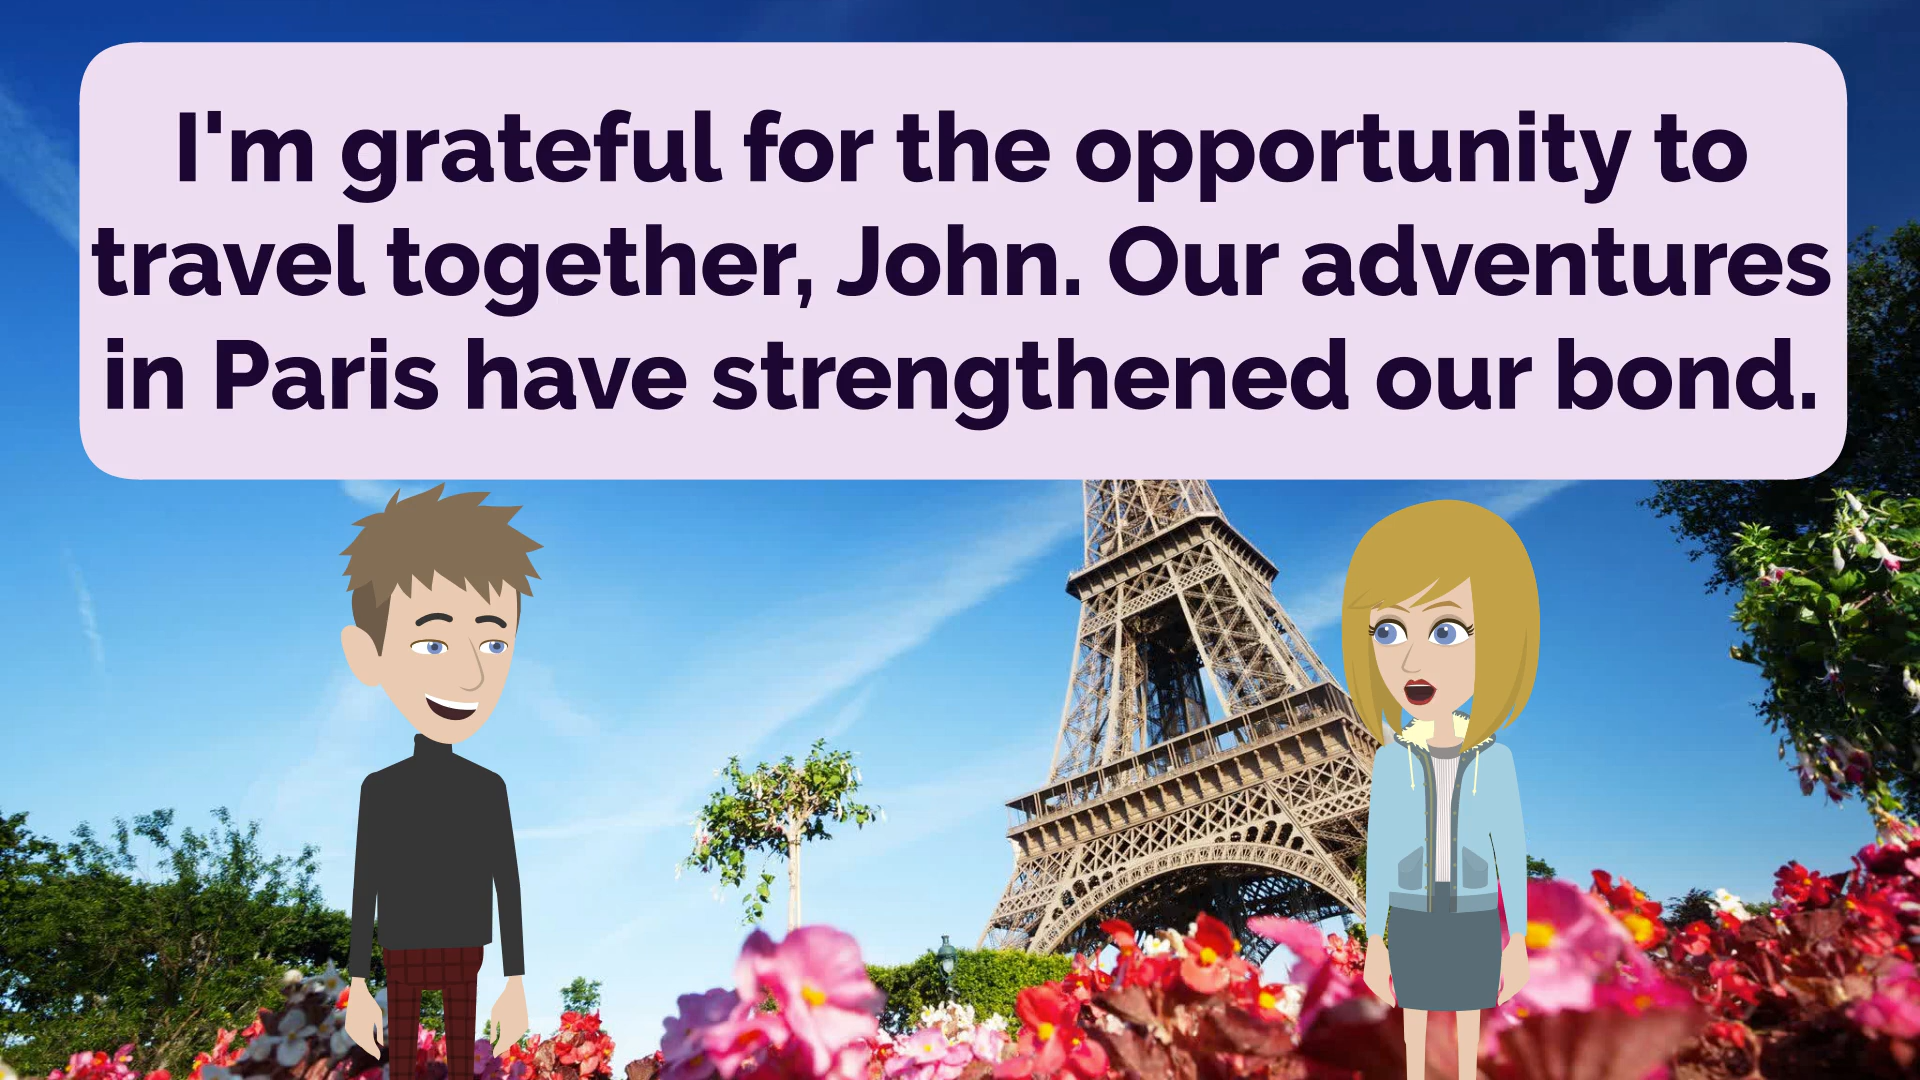 I'm grateful for the opportunity to
travel together, John. Our adventures
in Paris have strengthened our bond.